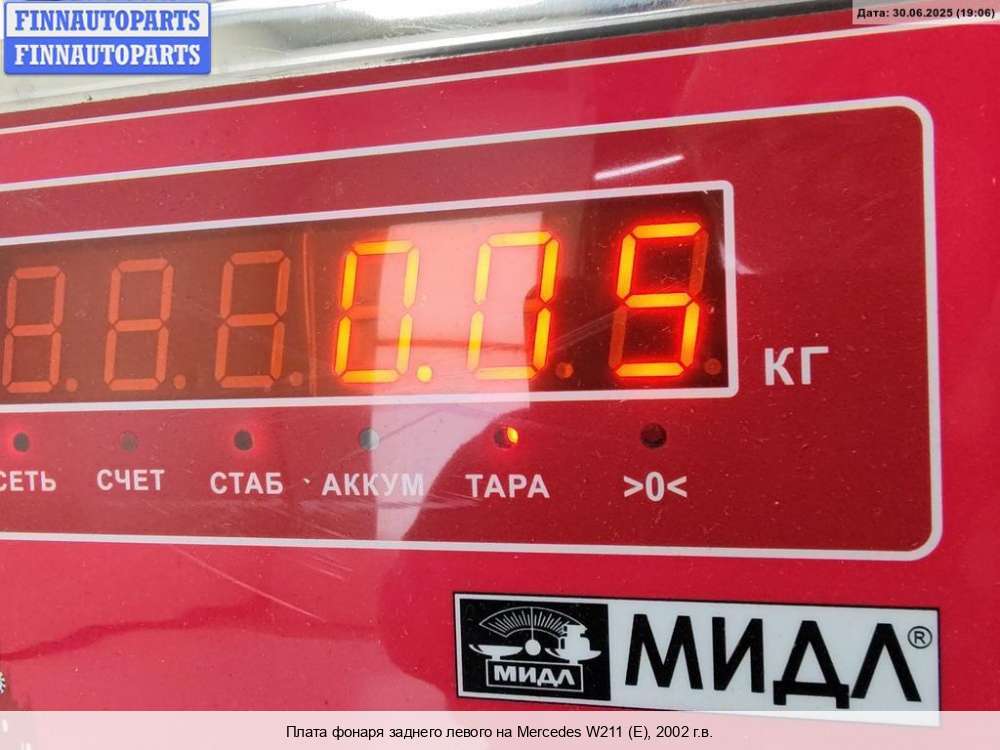 FINNAUTOPARTS
FINNAUTOPARTS
Дата: 30.06.2025 (19:06)
0.05
КГ
СЕТЬ СЧЕТ СТАБ АККУМ ТАРА >0<
МИДЛ
МИДЛ®
Плата фонаря заднего левого на Mercedes W211 (E), 2002 г.в.